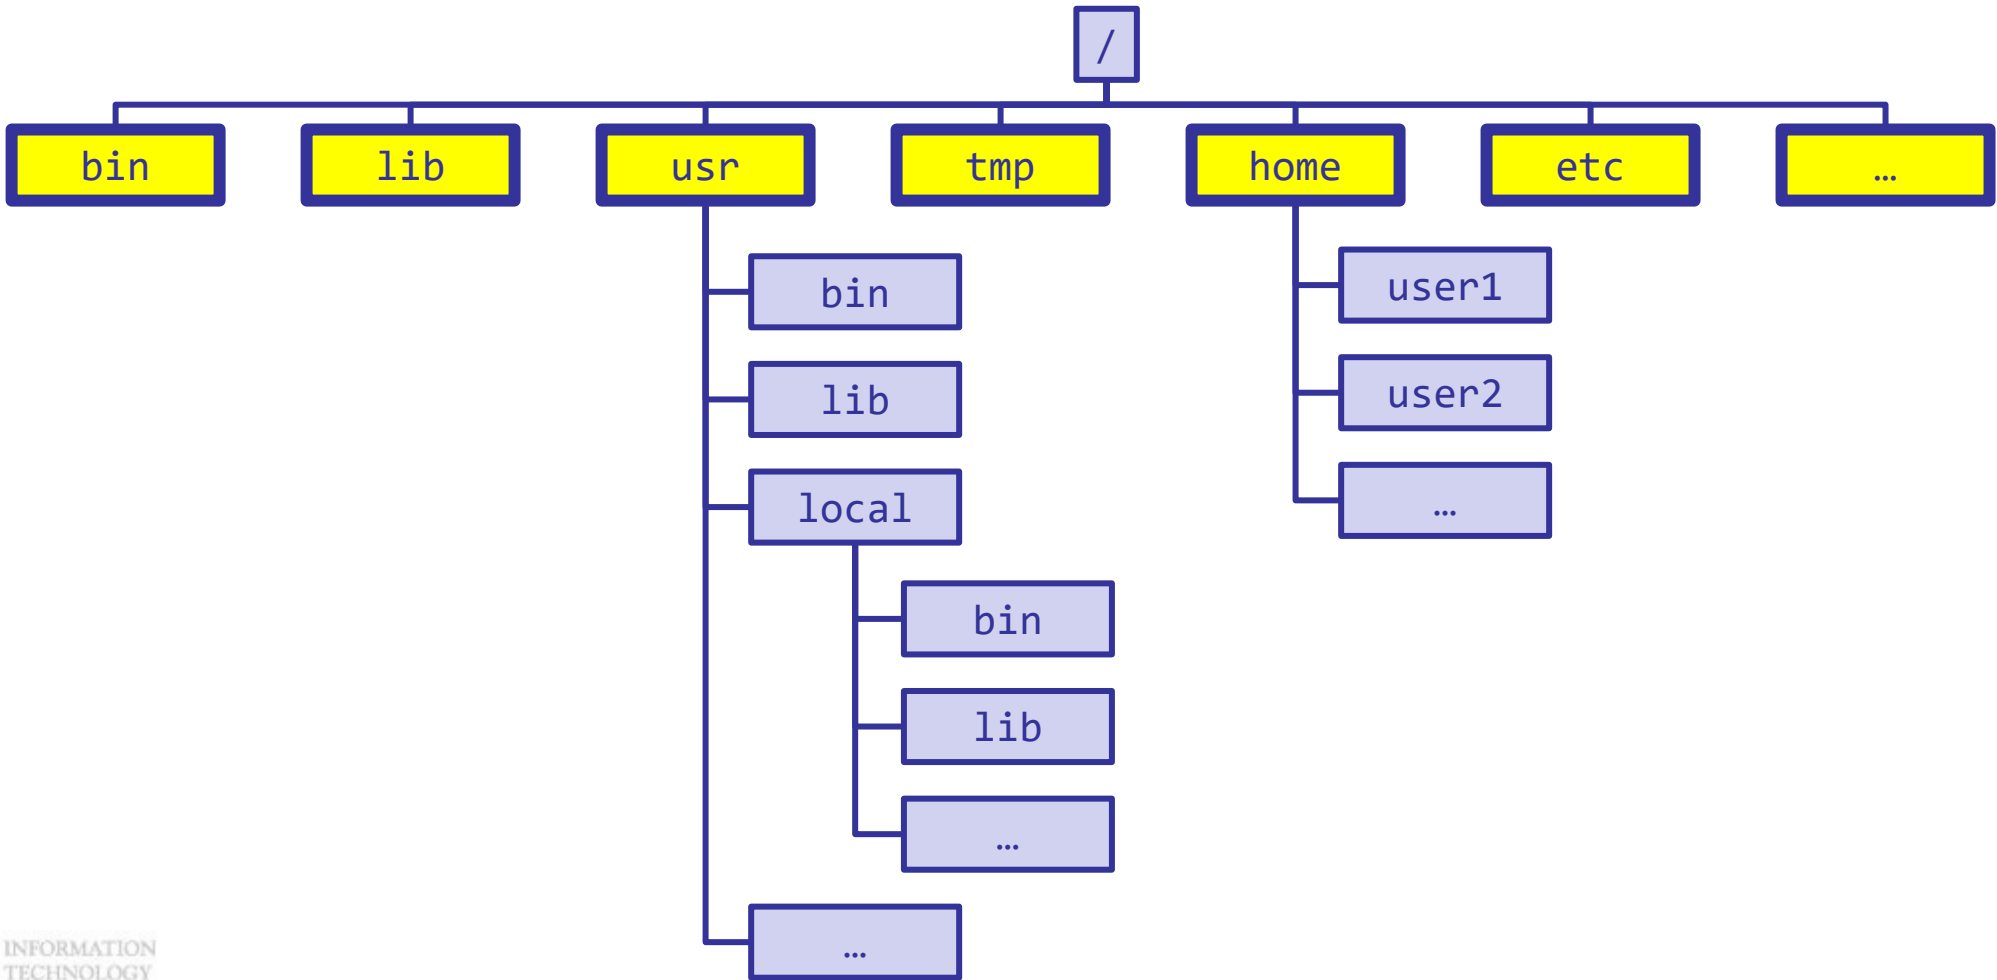 /
bin
lib
usr
tmp
home
etc
…
bin
lib
local
bin
lib
…
…
user1
user2
…
INFORMATION
TECHNOLOGY